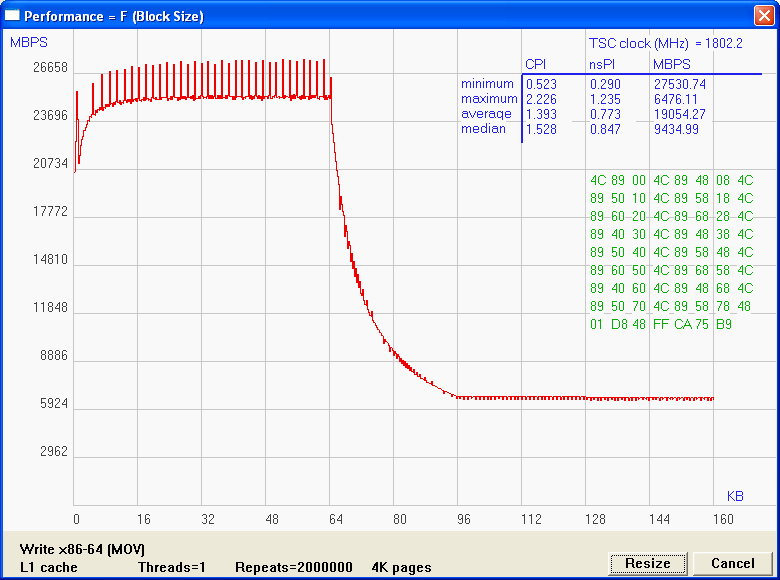 Performance = F (Block Size)
MBPS
TSC clock (MHz) = 1802.2
CPI nsPI MBPS
minimum 0.523 0.290 27530.74
maximum 2.226 1.235 6476.11
average 1.393 0.773 19054.27
median 1.528 0.847 9434.99
26658
23696
20734
17772
14810
11848
8886
5924
2962
4C 89 00 4C 89 48 08 4C
89 50 10 4C 89 58 18 4C
89 60 20 4C 89 68 28 4C
89 40 30 4C 89 48 38 4C
89 50 40 4C 89 58 48 4C
89 60 50 4C 89 68 58 4C
89 40 60 4C 89 48 68 4C
89 50 70 4C 89 58 78 48
01 D8 48 FF CA 75 B9
KB
0 16 32 48 64 80 96 112 128 144 160
Write x86-64 (MOV)
L1 cache Threads=1 Repeats=2000000 4K pages
Resize Cancel